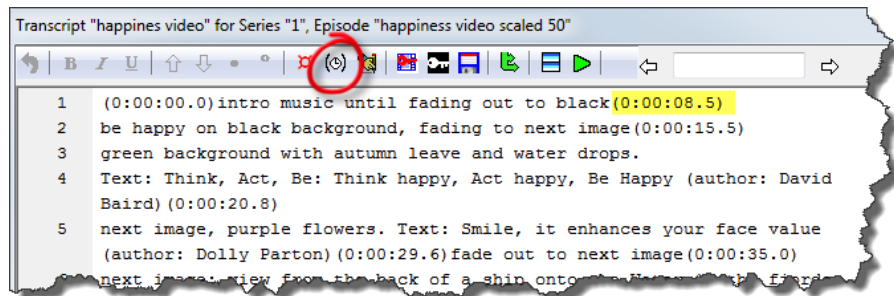 Transcript "happines video" for Series "1", Episode "happiness video scaled 50"
B I U
1 (0:00:00.0)intro music until fading out to black(0:00:08.5)
2 be happy on black background, fading to next image(0:00:15.5)
3 green background with autumn leave and water drops.
4 Text: Think, Act, Be: Think happy, Act happy, Be Happy (author: David
Baird)(0:00:20.8)
5 next image, purple flowers. Text: Smile, it enhances your face value
(author: Dolly Parton)(0:00:29.6)fade out to next image(0:00:35.0)
next image: view from the back of a ship onto